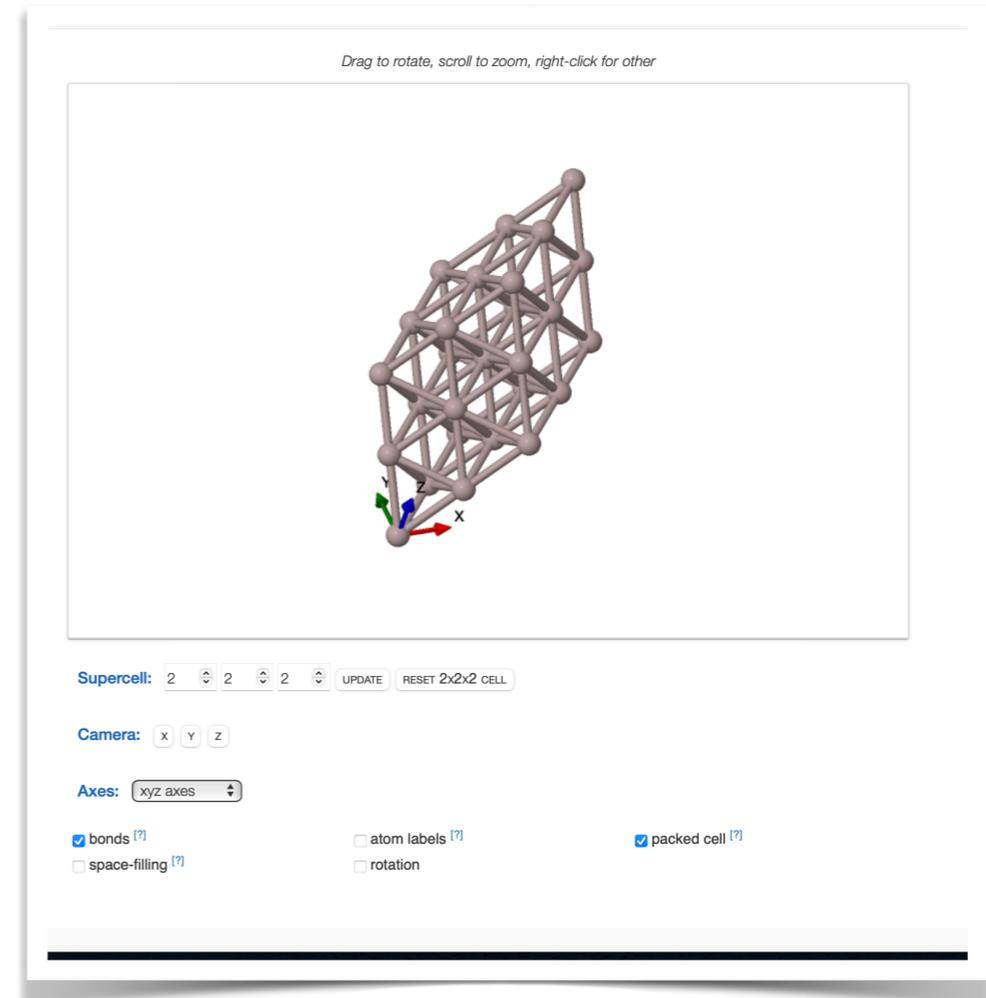 Drag to rotate, scroll to zoom, right-click for other
Y
Z
X
Supercell: 2 2 2 UPDATE RESET 2x2x2 CELL
Camera: X Y Z
Axes: xyz axes
bonds [?] atom labels [?] packed cell [?]
space-filling [?] rotation